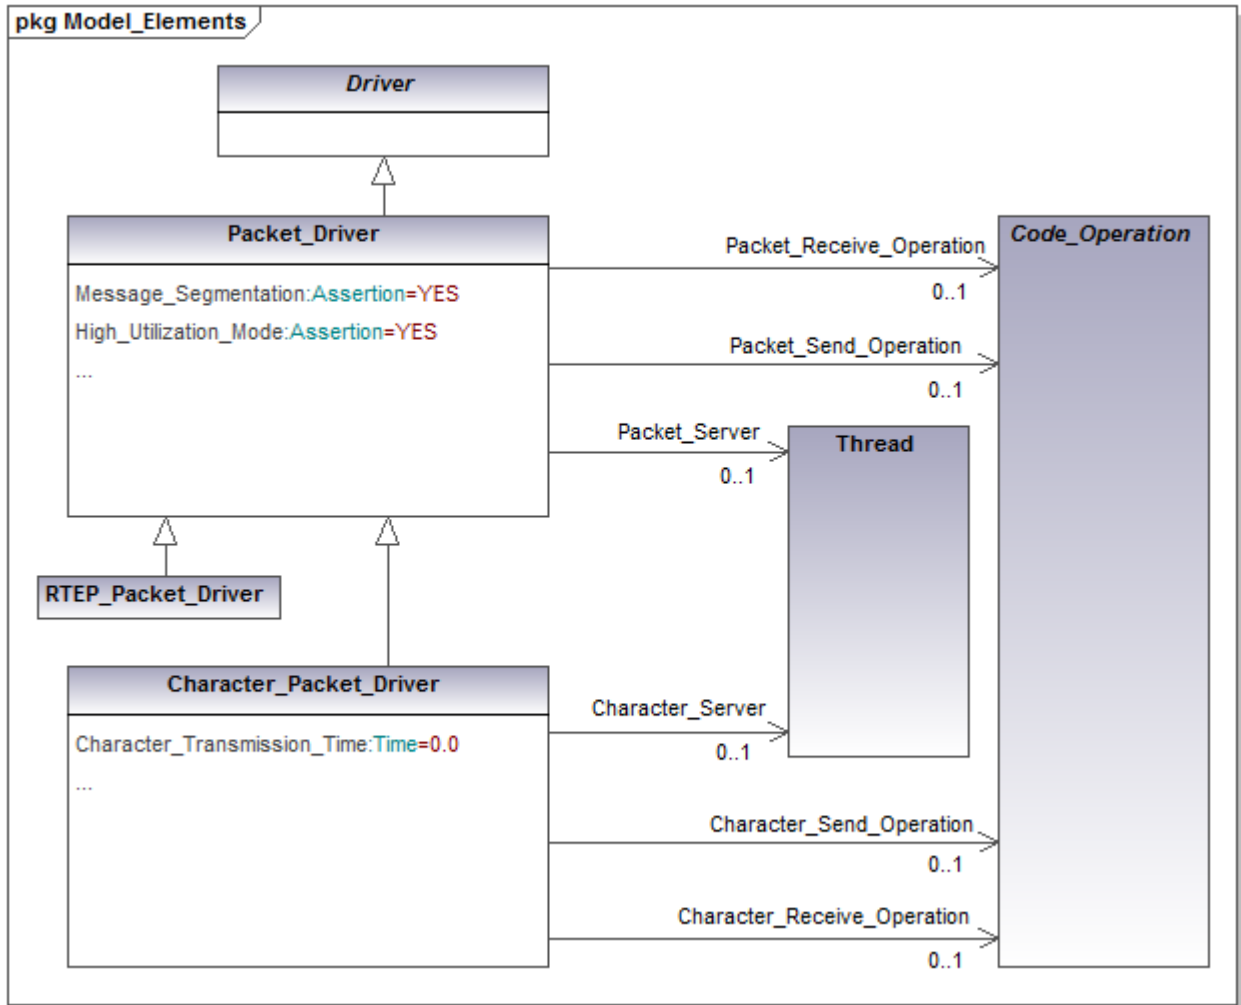 pkg Model_Elements
Driver
Packet_Driver
Message_Segmentation:Assertion=YES
High_Utilization_Mode:Assertion=YES
...
Packet_Receive_Operation
0..1
Packet_Send_Operation
0..1
Packet_Server
0..1
Code_Operation
Thread
RTEP_Packet_Driver
Character_Packet_Driver
Character_Transmission_Time:Time=0.0
...
Character_Server
0..1
Character_Send_Operation
0..1
Character_Receive_Operation
0..1